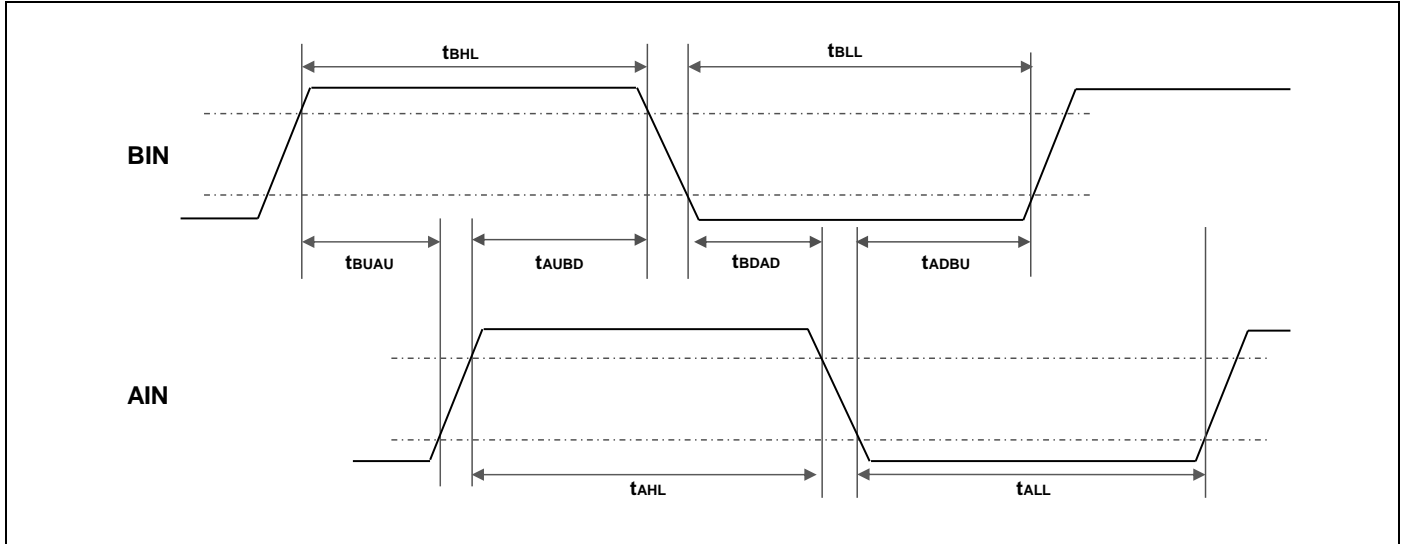 tBHL
tBLL
BIN
tBUAU
tAUBD
tBDAD
tADBU
AIN
tAHL
tALL